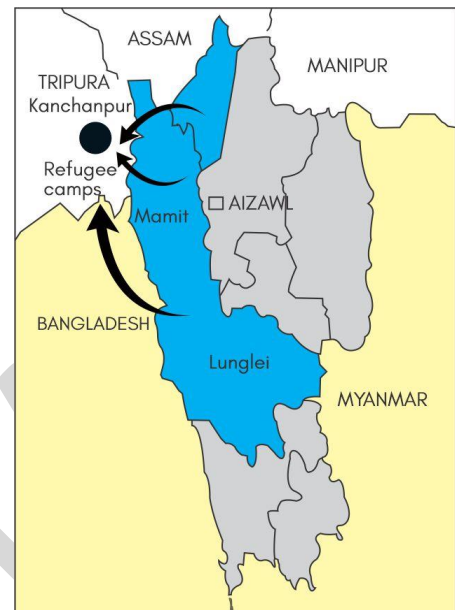 ASSAM
MANIPUR
TRIPURA
Kanchanpur
Refugee
camps
AIZAWL
Mamit
BANGLADESH
Lunglei
MYANMAR